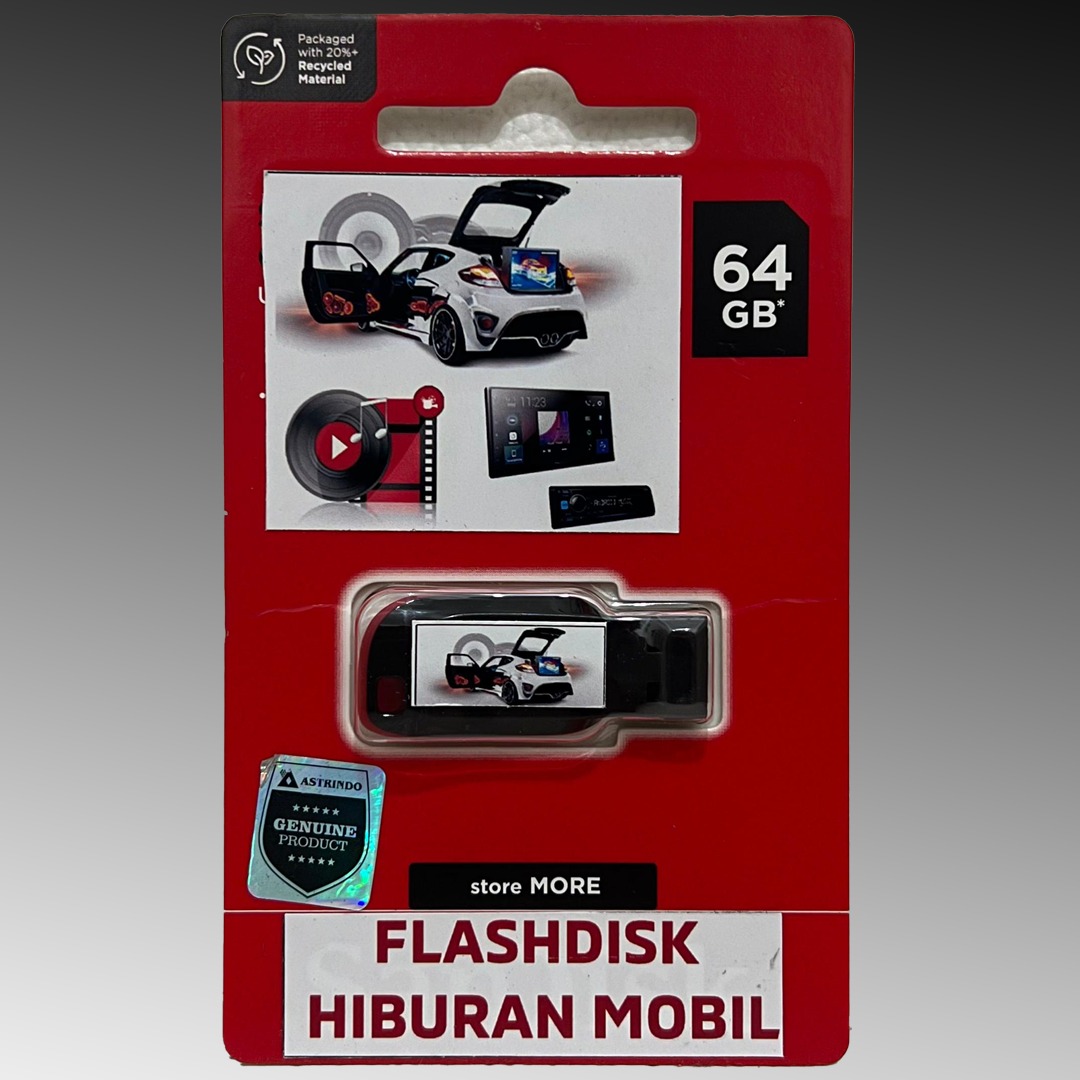 Packaged
with 20%+
Recycled
Material
64
GB*
11:23
ASTRINDO
GENUINE
PRODUCT
store MORE
FLASHDISK
HIBURAN MOBIL